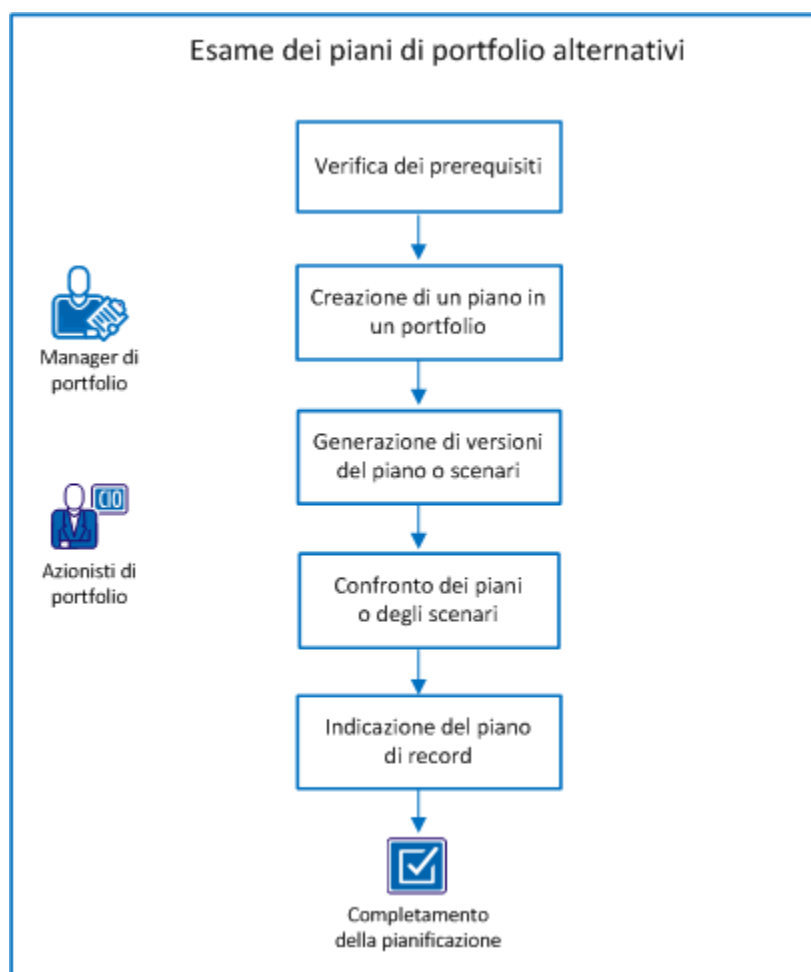 Esame dei piani di portfolio alternativi
Verifica dei prerequisiti
Creazione di un piano in
un portfolio
Manager di
portfolio
Generazione di versioni
del piano o scenari
CIO
Azionisti di
portfolio
Confronto dei piani
o degli scenari
Indicazione del piano
di record
Completamento
della pianificazione